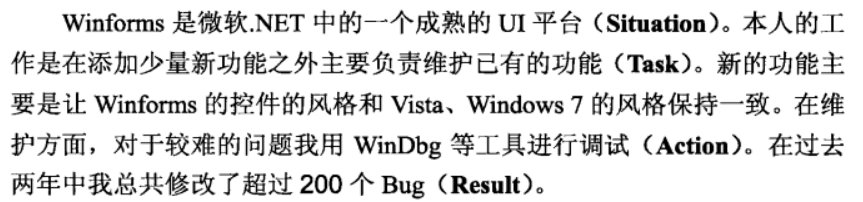 Winforms 是微软.NET 中的一个成熟的 UI 平台（Situation）。本人的工
作是在添加少量新功能之外主要负责维护已有的功能（Task）。新的功能主
要是让 Winforms 的控件的风格和 Vista、Windows 7 的风格保持一致。在维
护方面，对于较难的问题我用 WinDbg 等工具进行调试（Action）。在过去
两年中我总共修改了超过 200 个 Bug（Result）。